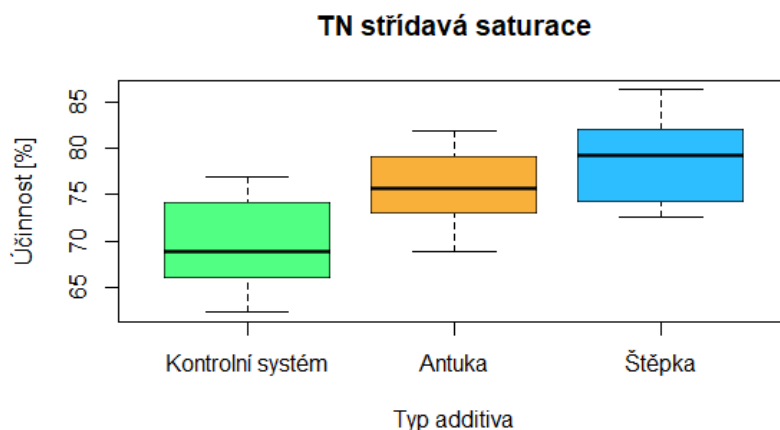 TN střídavá saturace
Účinnost [%]
85
80
75
70
65
Kontrolní systém Antuka Štěpka
Typ additiva